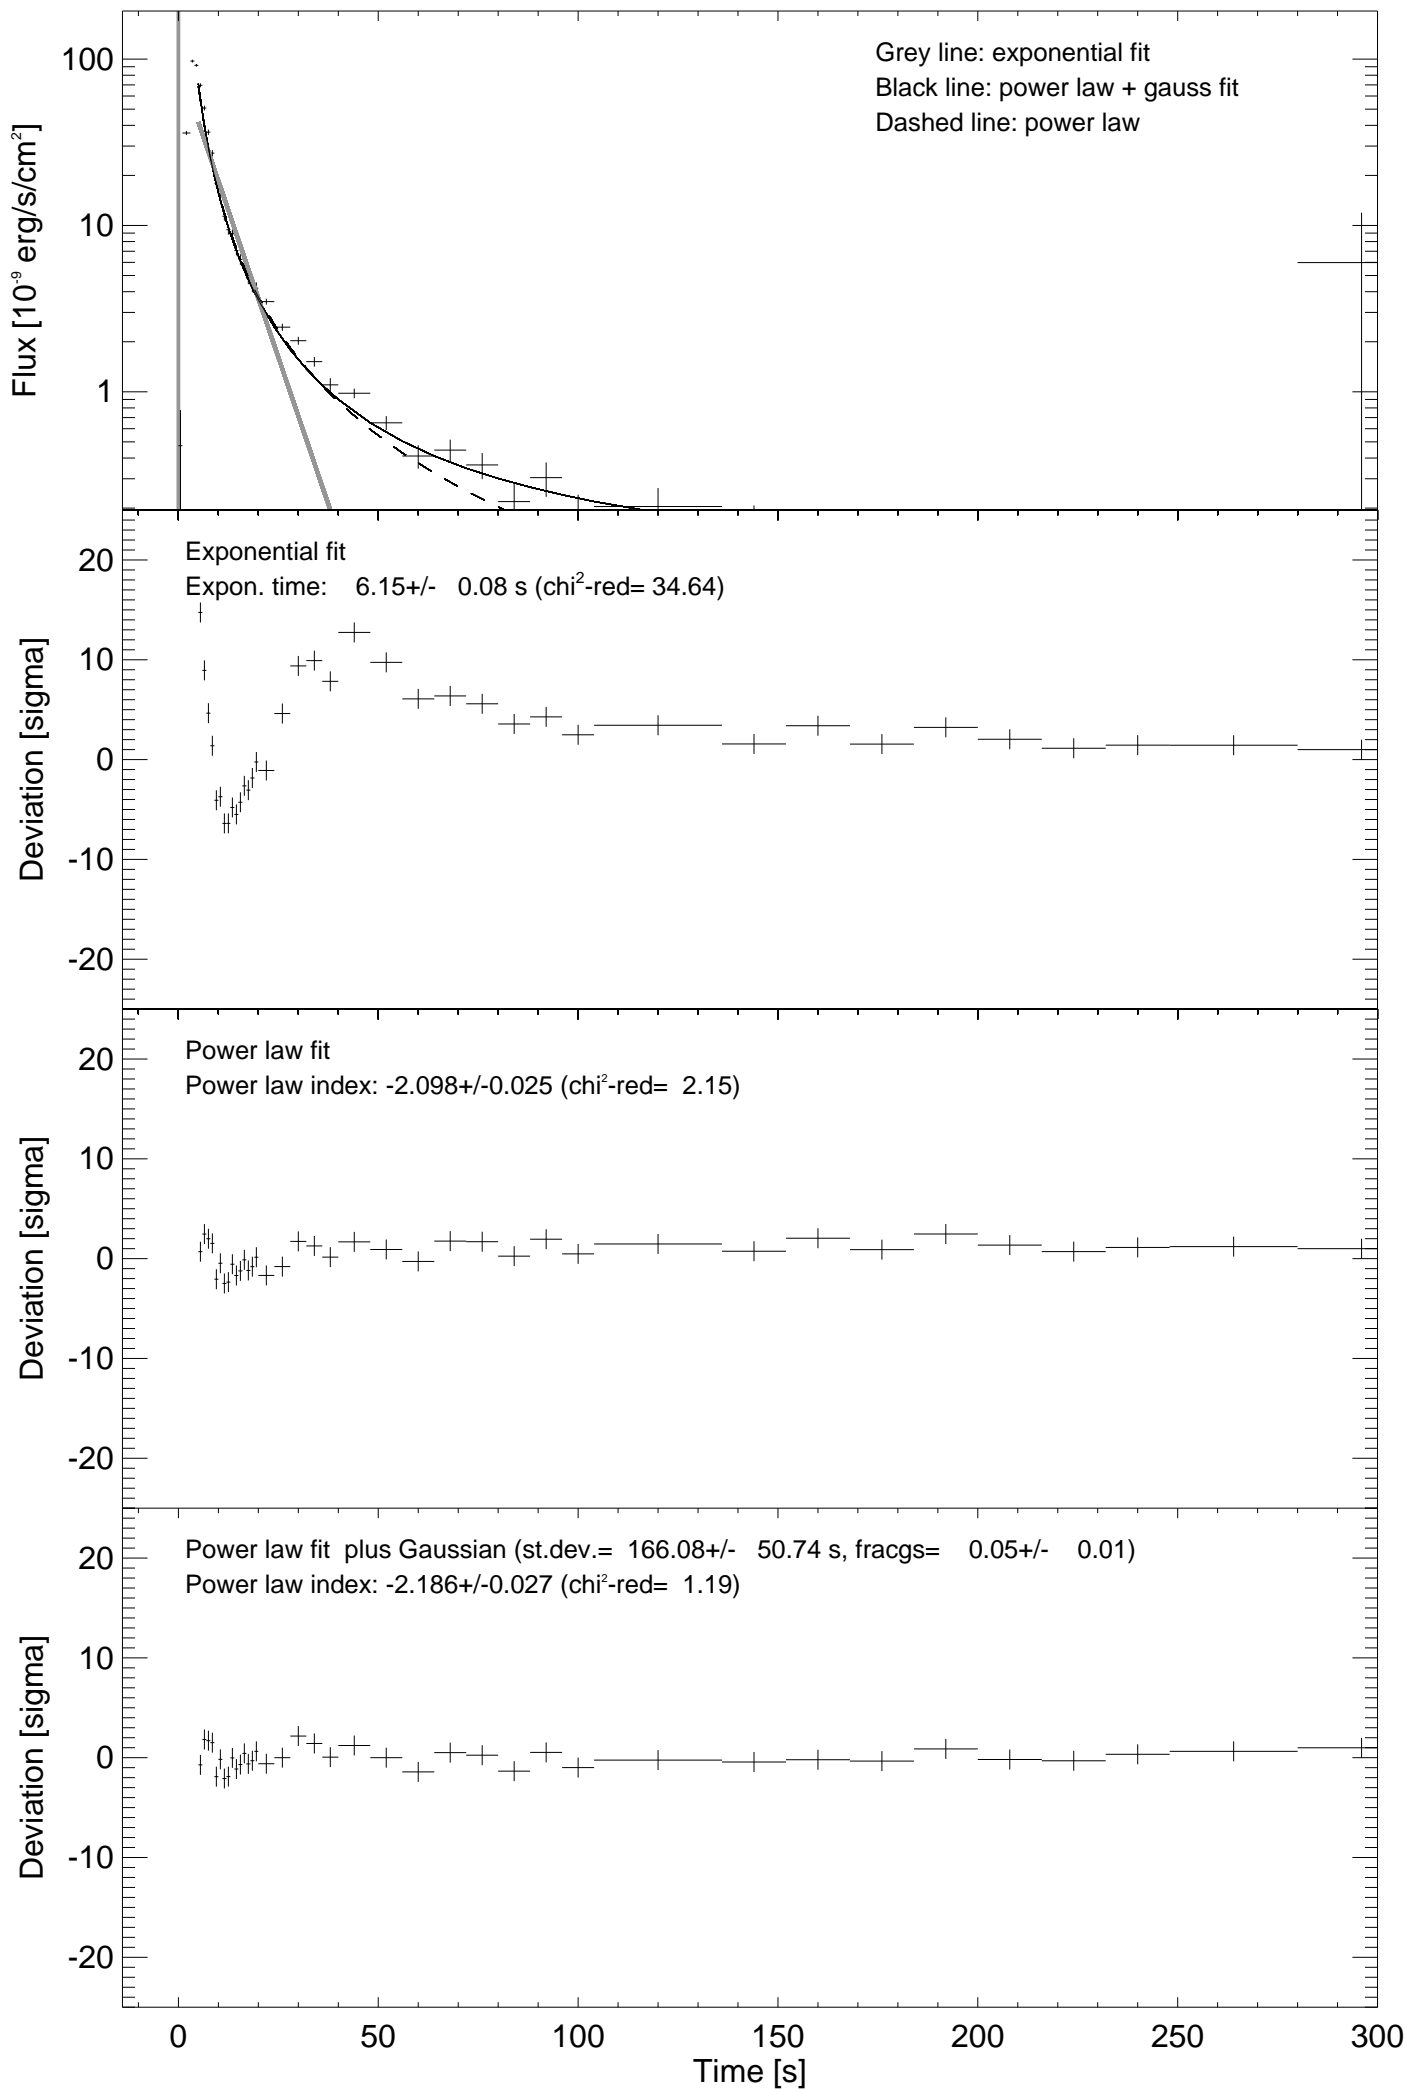 Grey line: exponential fit
Black line: power law + gauss fit
Dashed line: power law
100
10
1
Flux [10⁻⁹ erg/s/cm²]
Exponential fit
Expon. time: 6.15+/- 0.08 s (chi²-red= 34.64)
20
10
0
-10
-20
Deviation [sigma]
Power law fit
Power law index: -2.098+/-0.025 (chi²-red= 2.15)
20
10
0
-10
-20
Deviation [sigma]
Power law fit plus Gaussian (st.dev.= 166.08+/- 50.74 s, fracgs= 0.05+/- 0.01)
Power law index: -2.186+/-0.027 (chi²-red= 1.19)
20
10
0
-10
-20
Deviation [sigma]
0 50 100 150 200 250 300
Time [s]